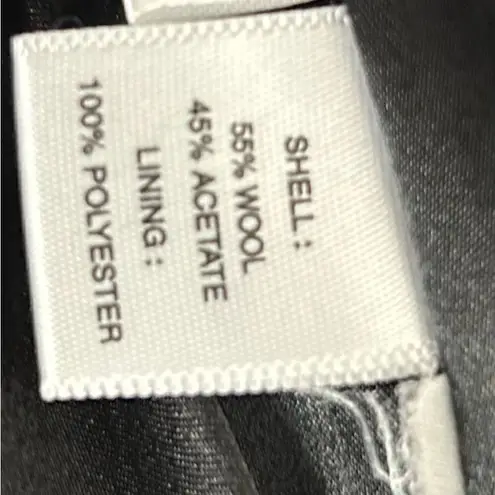 SHELL :
55% WOOL
45% ACETATE
LINING :
100% POLYESTER